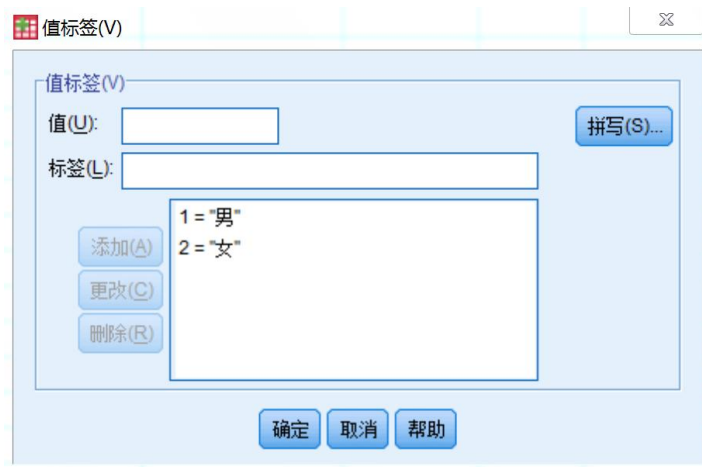 值标签(V)
值标签(V)
值(U):
拼写(S)...
标签(L):
1 = "男"
2 = "女"
添加(A)
更改(C)
删除(R)
确定 取消 帮助